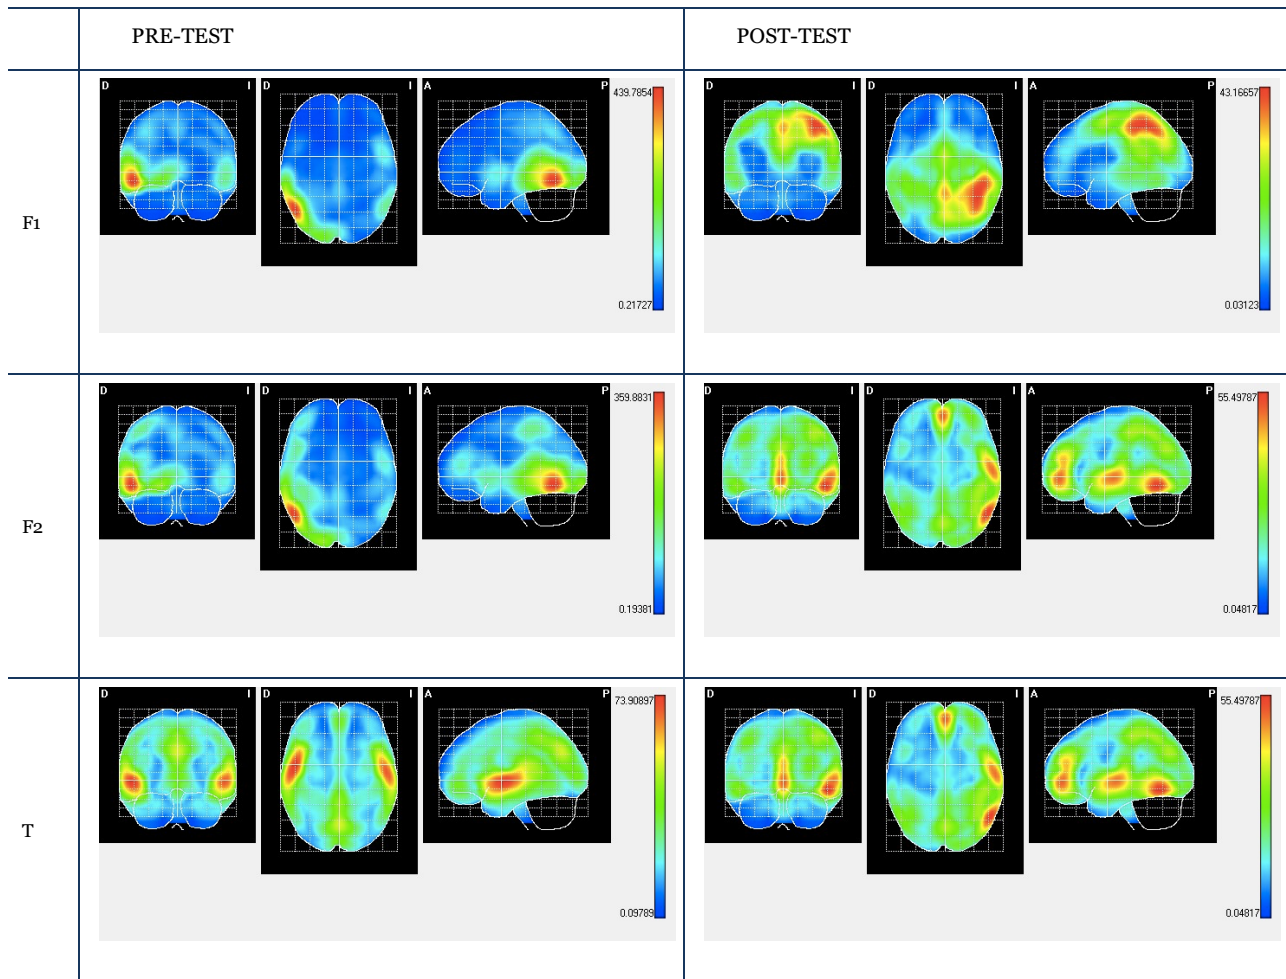 PRE-TEST POST-TEST
F1
D I D I A P 439.7854
0.21727
D I D I A P 43.16657
0.03123
F2
D I D I A P 359.8831
0.19381
D I D I A P 55.49787
0.04817
T
D I D I A P 73.90897
0.09789
D I D I A P 55.49787
0.04817